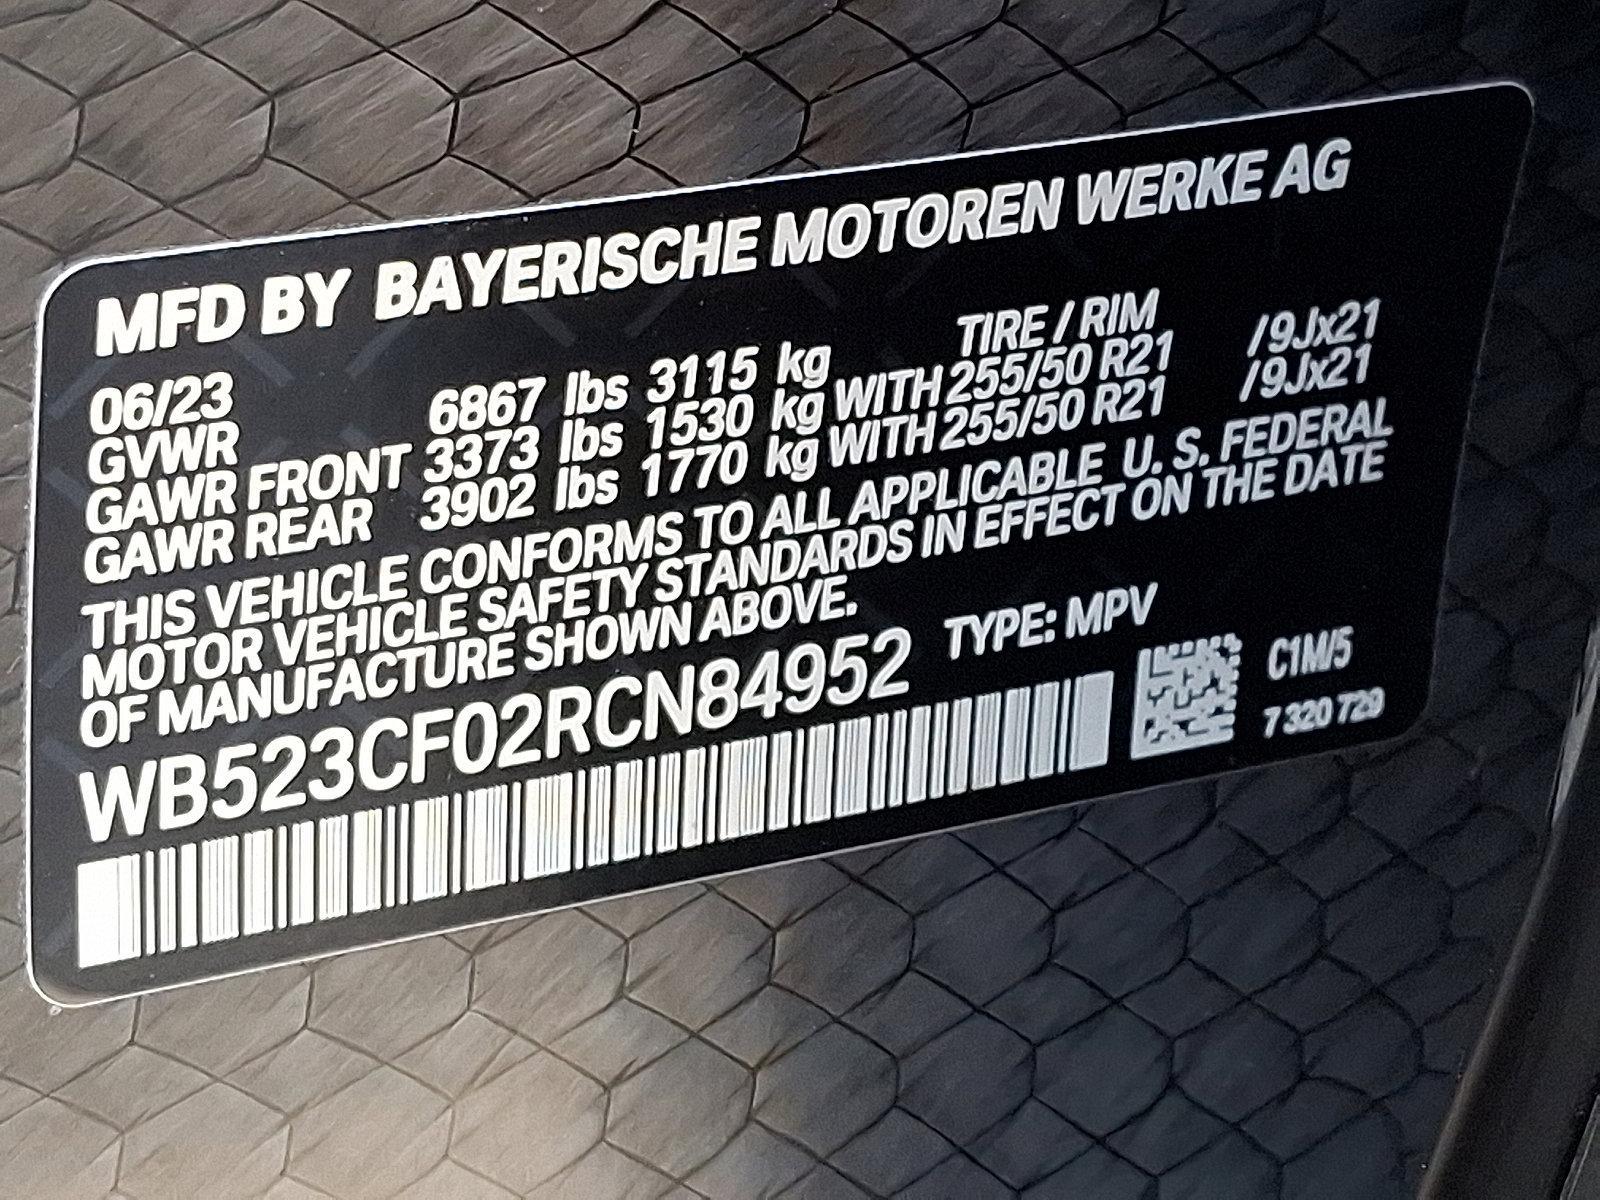 MFD BY BAYERISCHE MOTOREN WERKE AG
06/23 TIRE / RIM
GVWR 6867 lbs 3115 kg
GAWR FRONT 3373 lbs 1530 kg WITH 255/50 R21 /9Jx21
GAWR REAR 3902 lbs 1770 kg WITH 255/50 R21 /9Jx21
THIS VEHICLE CONFORMS TO ALL APPLICABLE U. S. FEDERAL
MOTOR VEHICLE SAFETY STANDARDS IN EFFECT ON THE DATE
OF MANUFACTURE SHOWN ABOVE.
WB523CF02RCN84952 TYPE: MPV
C1M/5
7 320 729